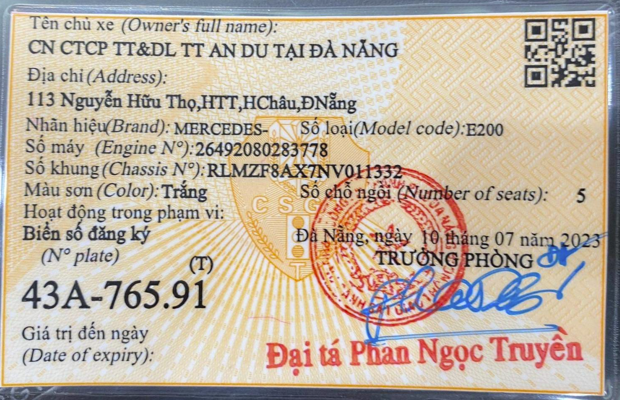 Tên chủ xe (Owner's full name):
CN CTCP TT&DL TT AN DU TẠI ĐÀ NẴNG
Địa chỉ (Address):
113 Nguyễn Hữu Thọ,HTT,HChâu,ĐNẵng
Nhãn hiệu(Brand): MERCEDES- Số loại(Model code):E200
Số máy (Engine N°):26492080283778
Số khung(Chassis N°):RLMZF8AX7NV011332
Màu sơn (Color): Trắng Số chỗ ngồi (Number of seats): 5
Hoạt động trong phạm vi:
Biển số đăng ký Đà Nẵng, ngày 10 tháng 07 năm 2023
(N° plate) TRƯỞNG PHÒNG
(T)
43A-765.91
Giá trị đến ngày
(Date of expiry):
Đại tá Phan Ngọc Truyền
CSGT